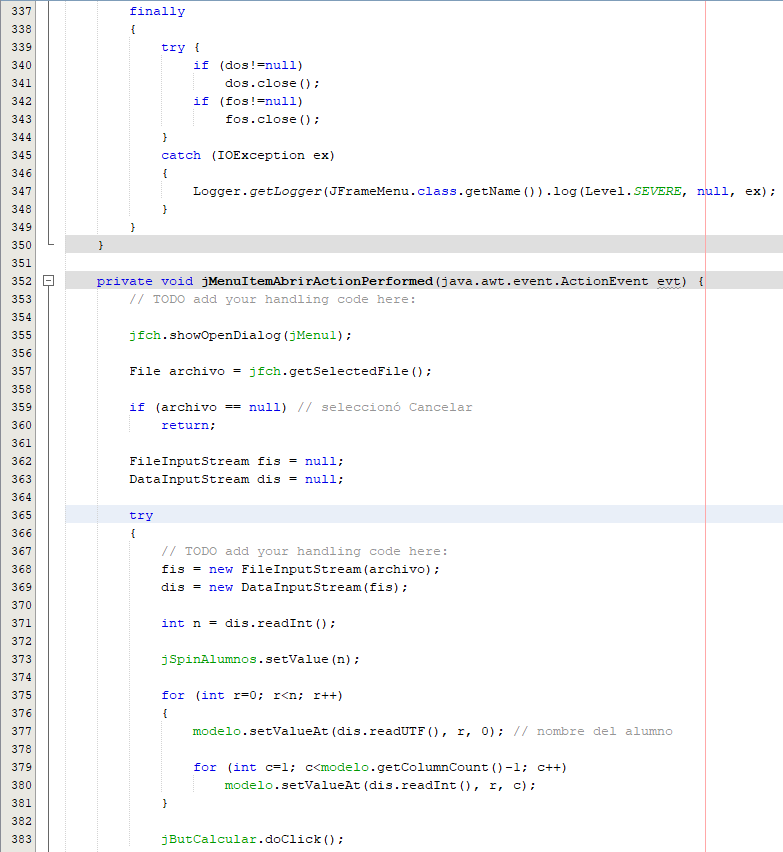 337         finally
338         {
339             try {
340                 if (dos!=null)
341                     dos.close();
342                 if (fos!=null)
343                     fos.close();
344             }
345             catch (IOException ex)
346             {
347                 Logger.getLogger(JFrameMenu.class.getName()).log(Level.SEVERE, null, ex);
348             }
349         }
350     }
351
352     private void jMenuItemAbrirActionPerformed(java.awt.event.ActionEvent evt) {
353         // TODO add your handling code here:
354
355         jfch.showOpenDialog(jMenu1);
356
357         File archivo = jfch.getSelectedFile();
358
359         if (archivo == null) // seleccionó Cancelar
360             return;
361
362         FileInputStream fis = null;
363         DataInputStream dis = null;
364
365         try
366         {
367             // TODO add your handling code here:
368             fis = new FileInputStream(archivo);
369             dis = new DataInputStream(fis);
370
371             int n = dis.readInt();
372
373             jSpinAlumnos.setValue(n);
374
375             for (int r=0; r<n; r++)
376             {
377                 modelo.setValueAt(dis.readUTF(), r, 0); // nombre del alumno
378
379                 for (int c=1; c<modelo.getColumnCount()-1; c++)
380                     modelo.setValueAt(dis.readInt(), r, c);
381             }
382
383             jButCalcular.doClick();